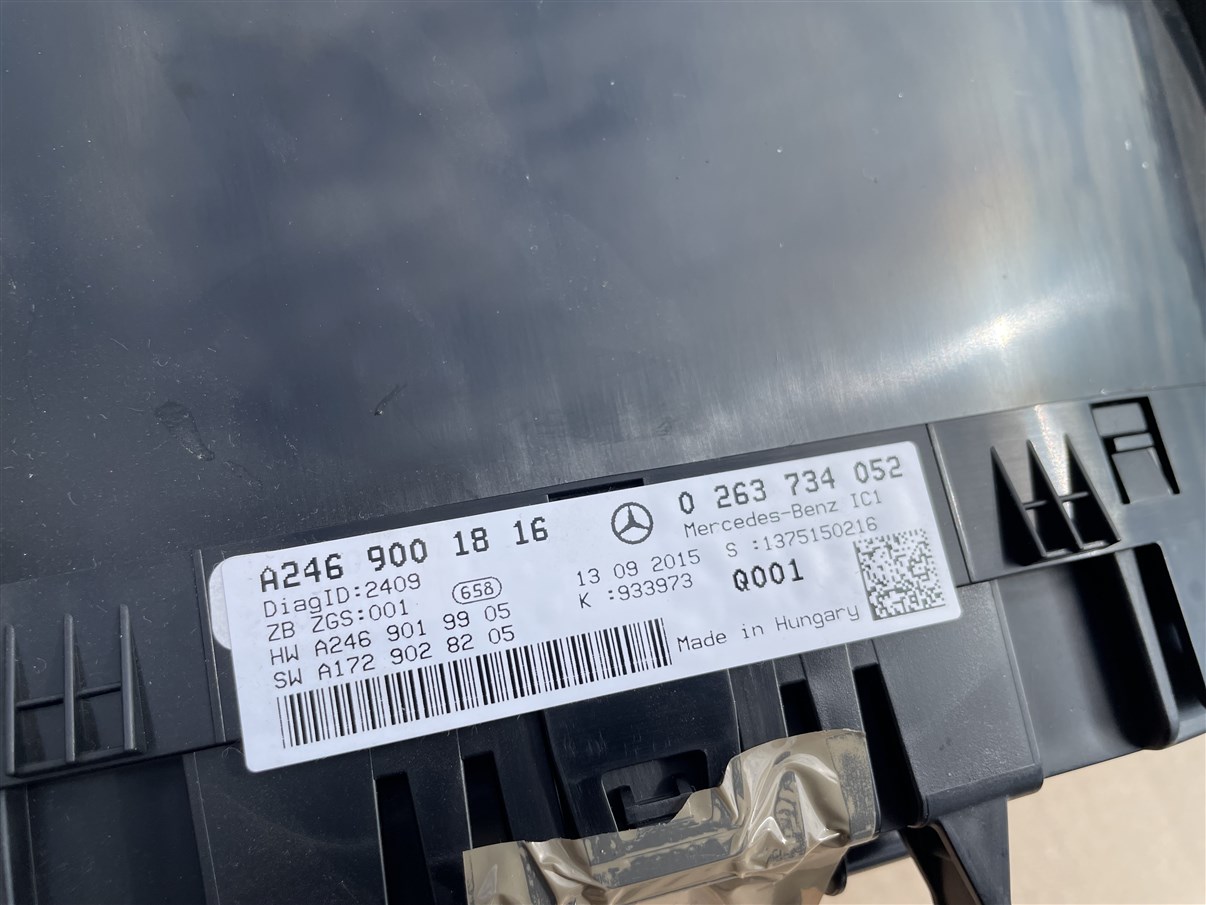 A246 900 18 16
0 263 734 052
Mercedes-Benz IC1
DiagID:2409
658
13 09 2015
S :1375150216
ZB ZGS:001
K :933973
Q001
HW A246 901 99 05
SW A172 902 82 05
Made in Hungary